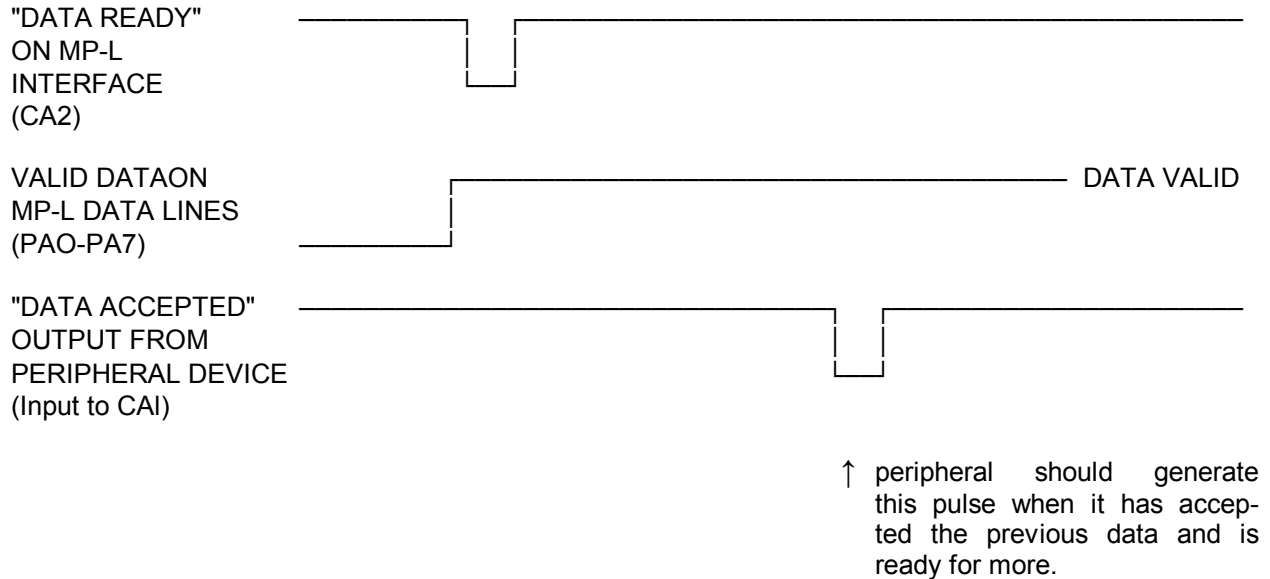 "DATA READY"
ON MP-L
INTERFACE
(CA2)
VALID DATAON
MP-L DATA LINES
(PAO-PA7)
DATA VALID
"DATA ACCEPTED"
OUTPUT FROM
PERIPHERAL DEVICE
(Input to CAl)
↑ peripheral should generate
this pulse when it has accep-
ted the previous data and is
ready for more.